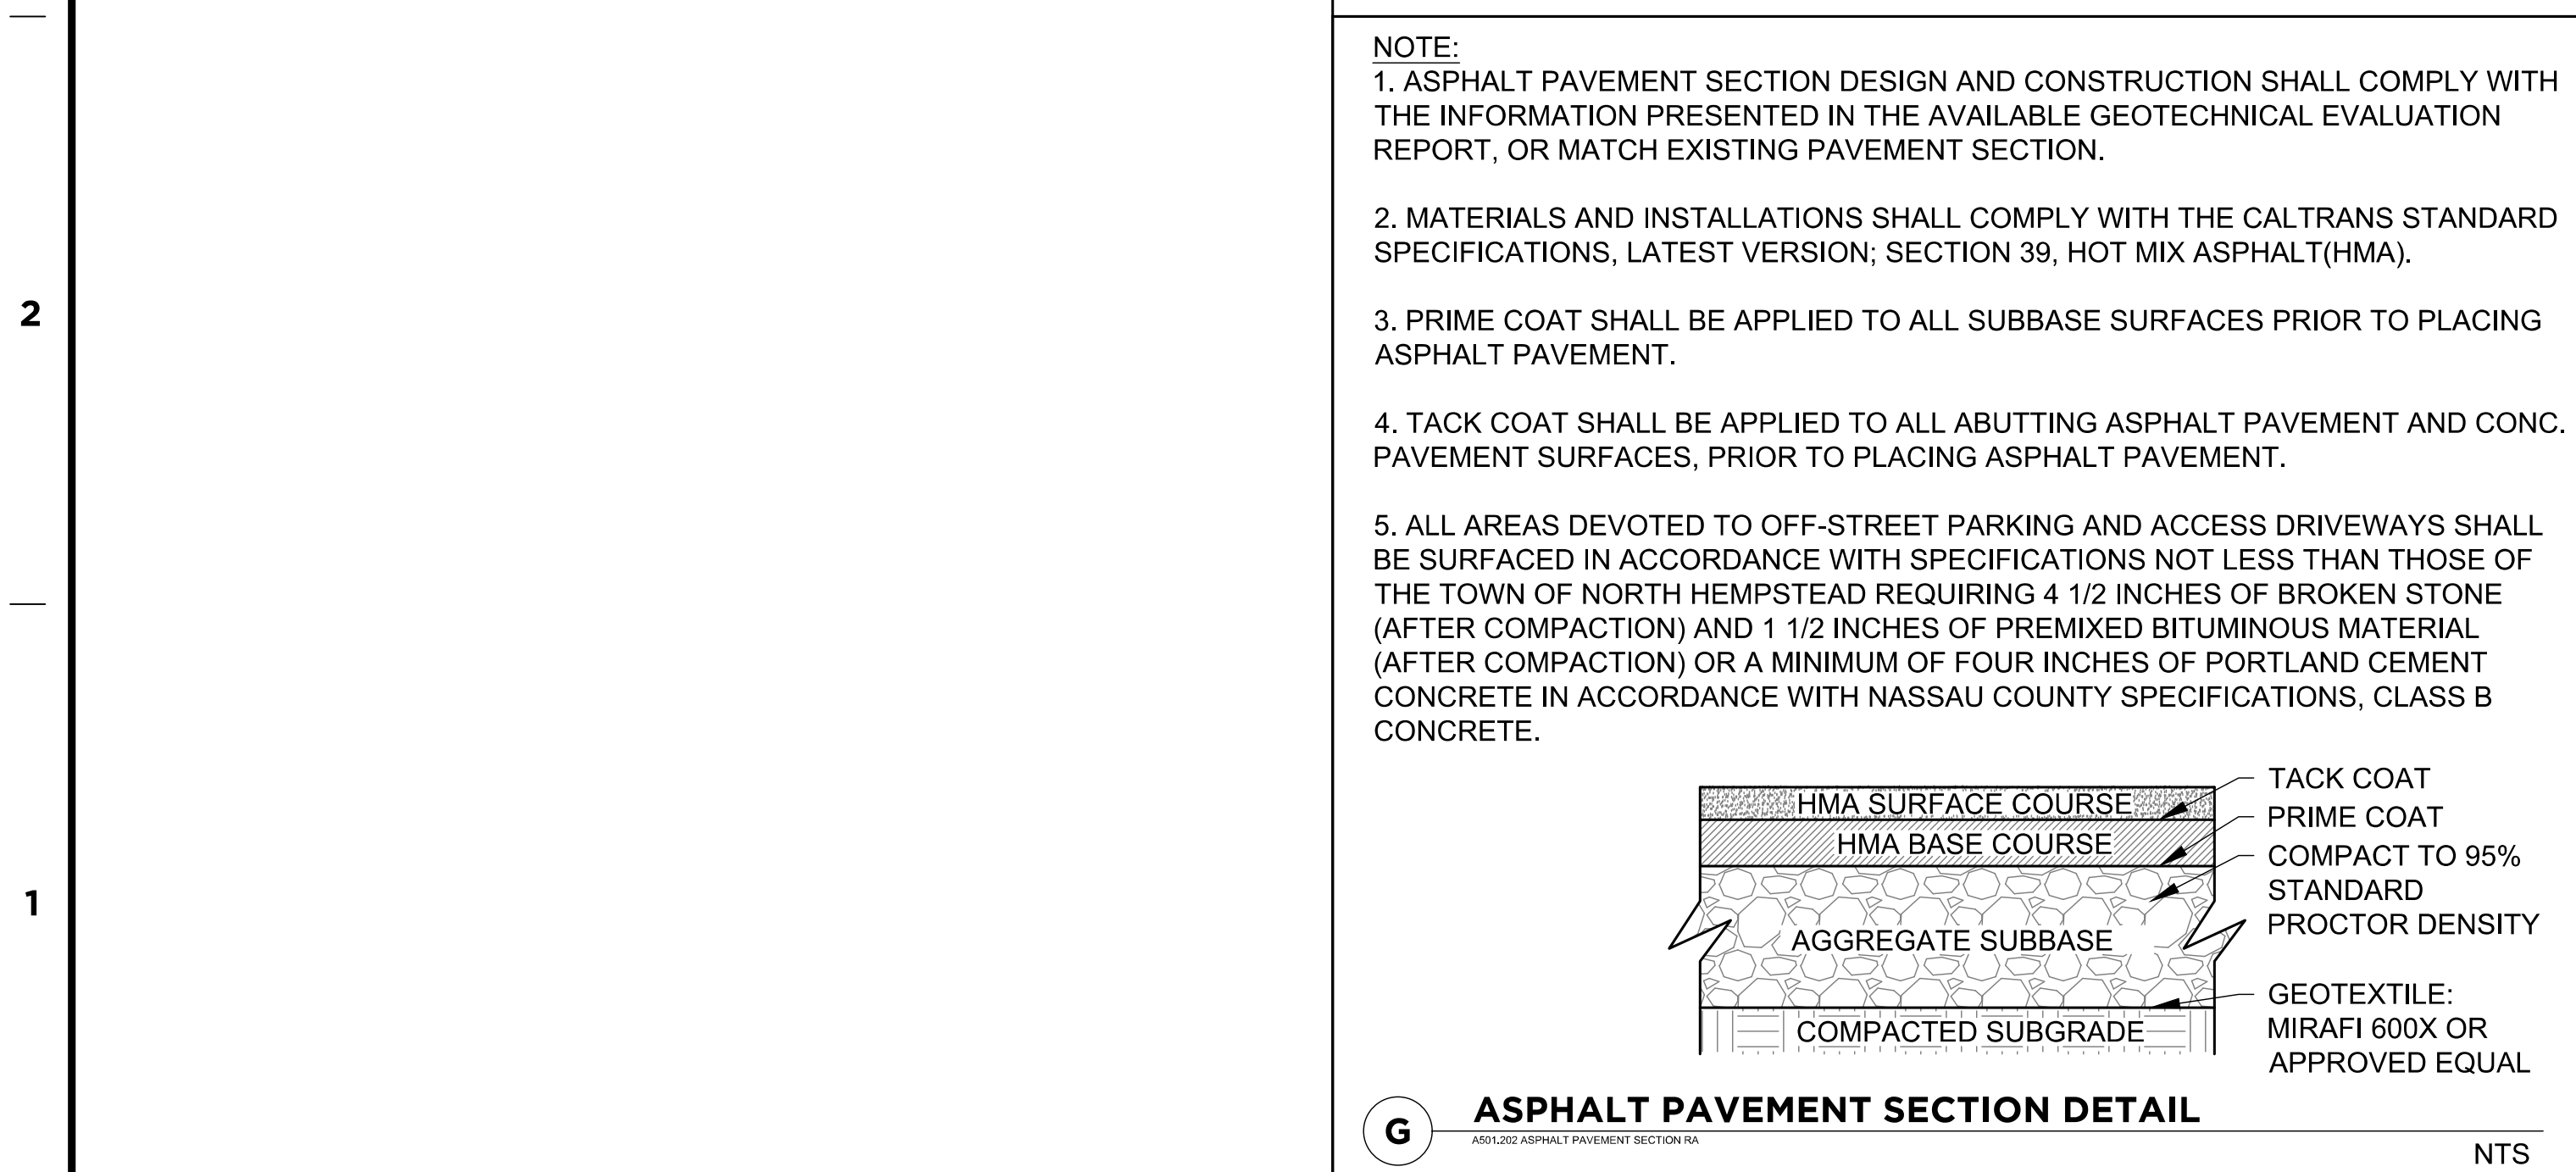 2
1
NOTE:
1. ASPHALT PAVEMENT SECTION DESIGN AND CONSTRUCTION SHALL COMPLY WITH
THE INFORMATION PRESENTED IN THE AVAILABLE GEOTECHNICAL EVALUATION
REPORT, OR MATCH EXISTING PAVEMENT SECTION.
2. MATERIALS AND INSTALLATIONS SHALL COMPLY WITH THE CALTRANS STANDARD
SPECIFICATIONS, LATEST VERSION; SECTION 39, HOT MIX ASPHALT(HMA).
3. PRIME COAT SHALL BE APPLIED TO ALL SUBBASE SURFACES PRIOR TO PLACING
ASPHALT PAVEMENT.
4. TACK COAT SHALL BE APPLIED TO ALL ABUTTING ASPHALT PAVEMENT AND CONC.
PAVEMENT SURFACES, PRIOR TO PLACING ASPHALT PAVEMENT.
5. ALL AREAS DEVOTED TO OFF-STREET PARKING AND ACCESS DRIVEWAYS SHALL
BE SURFACED IN ACCORDANCE WITH SPECIFICATIONS NOT LESS THAN THOSE OF
THE TOWN OF NORTH HEMPSTEAD REQUIRING 4 1/2 INCHES OF BROKEN STONE
(AFTER COMPACTION) AND 1 1/2 INCHES OF PREMIXED BITUMINOUS MATERIAL
(AFTER COMPACTION) OR A MINIMUM OF FOUR INCHES OF PORTLAND CEMENT
CONCRETE IN ACCORDANCE WITH NASSAU COUNTY SPECIFICATIONS, CLASS B
CONCRETE.
HMA SURFACE COURSE
HMA BASE COURSE
AGGREGATE SUBBASE
COMPACTED SUBGRADE
TACK COAT
PRIME COAT
COMPACT TO 95%
STANDARD
PROCTOR DENSITY
GEOTEXTILE:
MIRAFI 600X OR
APPROVED EQUAL
G
ASPHALT PAVEMENT SECTION DETAIL
A501.202 ASPHALT PAVEMENT SECTION RA
NTS